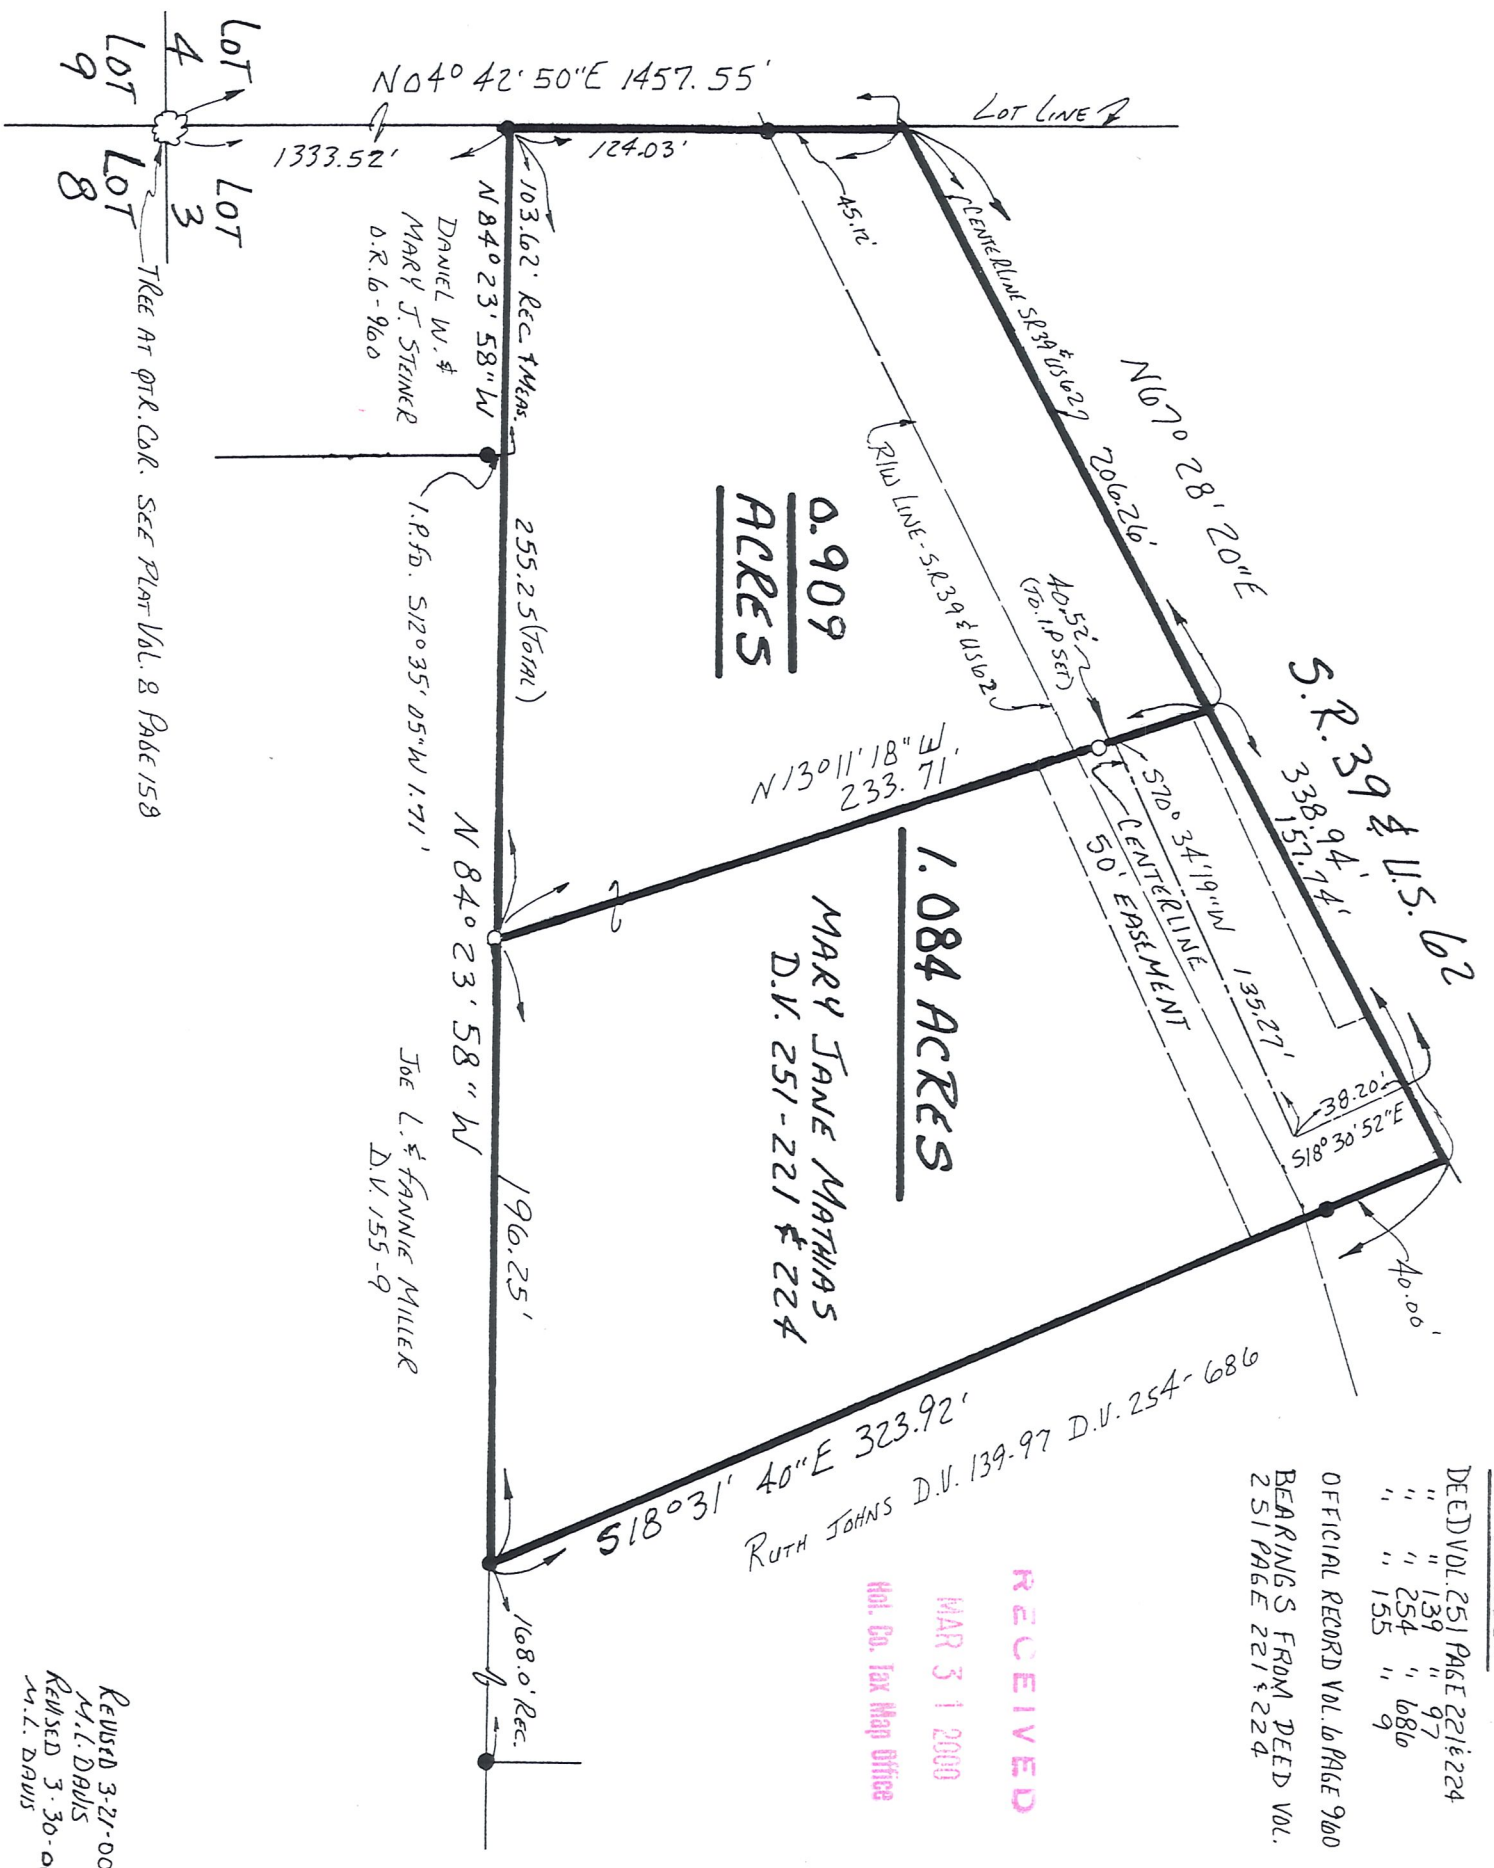 LOT
4
LOT
9
LOT
3
LOT
8
N04° 42' 50"E 1457.55'
1333.52'
124.03'
LOT LINE
45.12'
CENTERLINE SR39 & US62
N67° 28' 20"E
206.26'
R/W LINE - S.R.39 & US62
40.52'
(TO. I.P SET)
S.R. 39 & U.S. 62
338.94'
157.74'
103.62' REC. & MEAS.
N84° 23' 58" W
DANIEL W. &
MARY J. STEINER
O.R. 6-960
TREE AT QTR. COR. SEE PLAT VOL. 8 PAGE 158
I.P.FD. S12° 35' 05"W 1.71'
255.25 (TOTAL)
0.909
ACRES
N13° 11' 18" W
233.71'
S70° 34' 19"W 135.27'
CENTERLINE
50' EASEMENT
38.20'
S18° 30' 52"E
40.00'
1.084 ACRES
MARY JANE MATHIAS
D.V. 251-221 & 224
N 84° 23' 58" W
196.25'
JOE L. & FANNIE MILLER
D.V. 155-9
S18° 31' 40"E 323.92'
RUTH JOHNS D.V. 139-97 D.V. 254-686
168.0' REC.
DEED VOL. 251 PAGE 221 & 224
" " 139 " 97
" " 254 " 686
" " 155 " 9
OFFICIAL RECORD VOL. 6 PAGE 960
BEARINGS FROM DEED VOL.
251 PAGE 221 & 224
RECEIVED
MAR 31 2000
Hol. Co. Tax Map Office
REVISED 3-21-00
M.L. DAVIS
REVISED 3-30-0
M.L. DAVIS